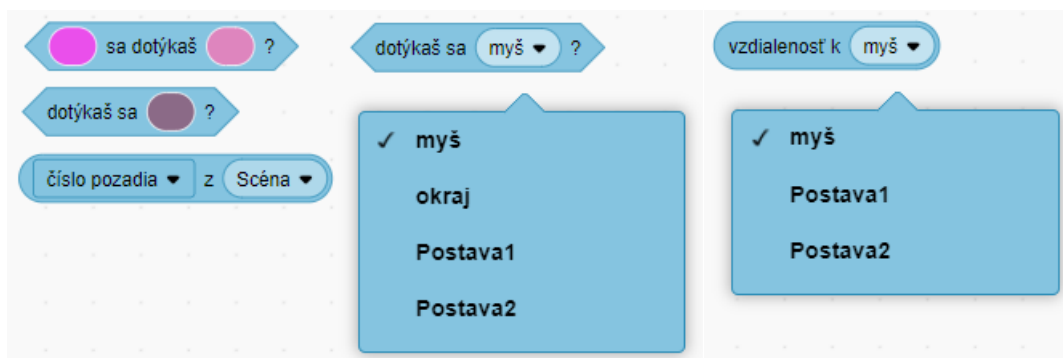 sa dotýkaš ?
dotýkaš sa ?
číslo pozadia z Scéna
dotýkaš sa myš ?
✓ myš
okraj
Postava1
Postava2
vzdialenosť k myš
✓ myš
Postava1
Postava2